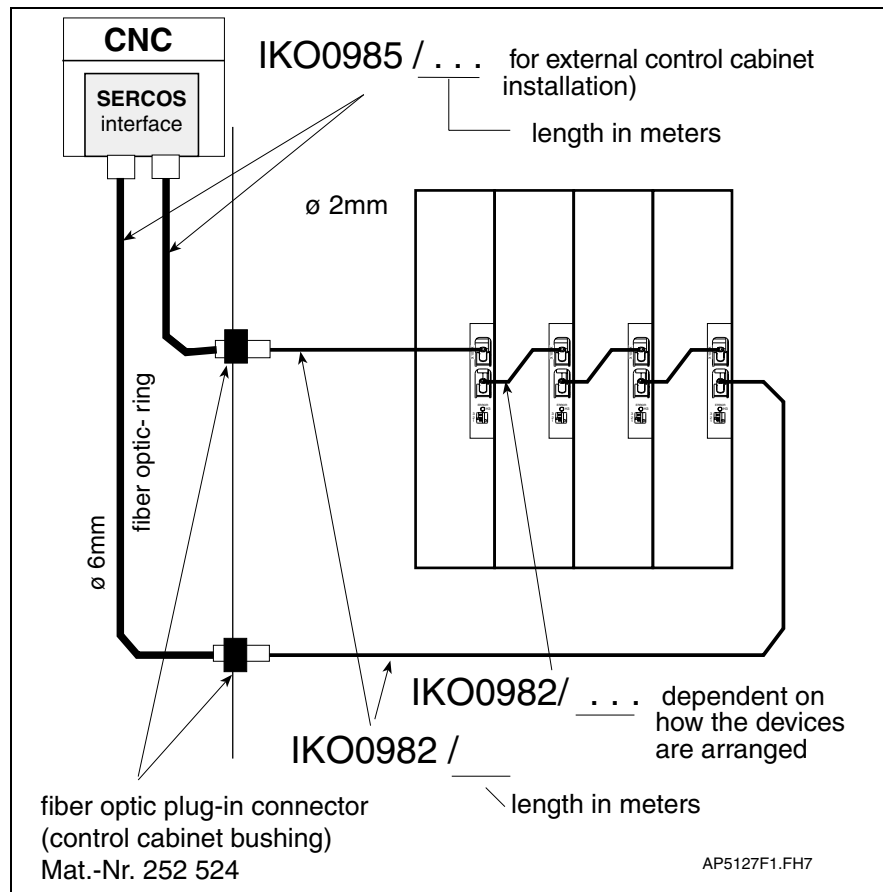 CNC
SERCOS
interface
IKO0985 / . . . for external control cabinet
installation)
length in meters
ø 2mm
fiber optic- ring
ø 6mm
IKO0982/ . . . dependent on
how the devices
are arranged
IKO0982 /
length in meters
fiber optic plug-in connector
(control cabinet bushing)
Mat.-Nr. 252 524
AP5127F1.FH7